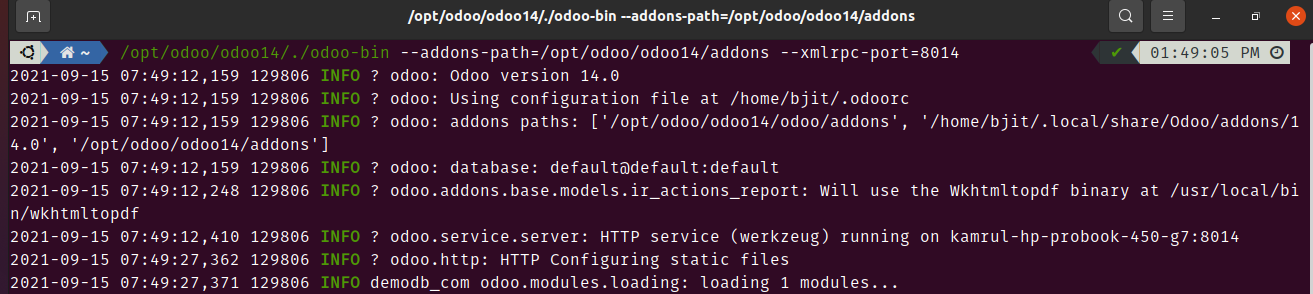 /opt/odoo/odoo14/./odoo-bin --addons-path=/opt/odoo/odoo14/addons
~ /opt/odoo/odoo14/./odoo-bin --addons-path=/opt/odoo/odoo14/addons --xmlrpc-port=8014 ✔ 01:49:05 PM
2021-09-15 07:49:12,159 129806 INFO ? odoo: Odoo version 14.0
2021-09-15 07:49:12,159 129806 INFO ? odoo: Using configuration file at /home/bjit/.odoorc
2021-09-15 07:49:12,159 129806 INFO ? odoo: addons paths: ['/opt/odoo/odoo14/odoo/addons', '/home/bjit/.local/share/Odoo/addons/1
4.0', '/opt/odoo/odoo14/addons']
2021-09-15 07:49:12,159 129806 INFO ? odoo: database: default@default:default
2021-09-15 07:49:12,248 129806 INFO ? odoo.addons.base.models.ir_actions_report: Will use the Wkhtmltopdf binary at /usr/local/bi
n/wkhtmltopdf
2021-09-15 07:49:12,410 129806 INFO ? odoo.service.server: HTTP service (werkzeug) running on kamrul-hp-probook-450-g7:8014
2021-09-15 07:49:27,362 129806 INFO ? odoo.http: HTTP Configuring static files
2021-09-15 07:49:27,371 129806 INFO demodb_com odoo.modules.loading: loading 1 modules...